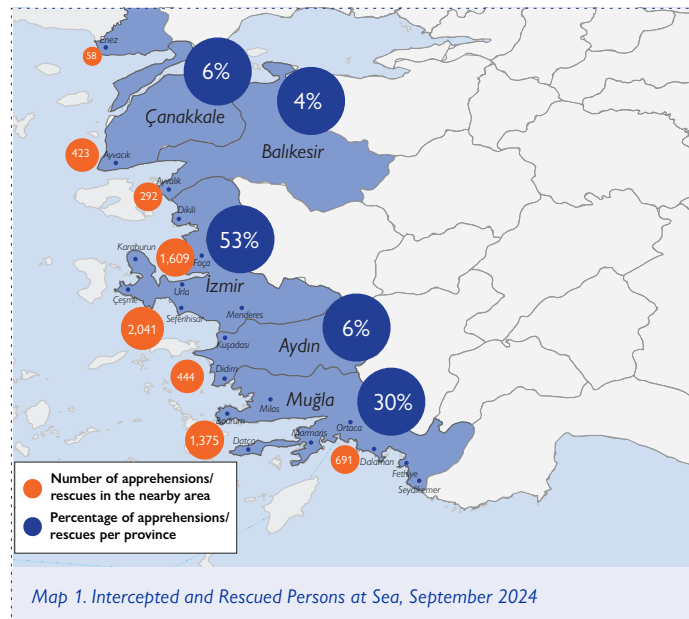 Enez
58
6%
4%
Çanakkale
423
Ayvacık
Balıkesir
Ayvalık
292
Dikili
53%
Karaburun
1,609
Foça
İzmir
Urla
Çeşme
Seferihisar
Menderes
2,041
6%
Kuşadası
Aydın
444
Didim
Muğla
30%
Milas
Bodrum
Ortaca
1,375
Marmaris
Datca
691
Dalaman
Fethiye
Seydikemer
Number of apprehensions/
rescues in the nearby area
Percentage of apprehensions/
rescues per province
Map 1. Intercepted and Rescued Persons at Sea, September 2024